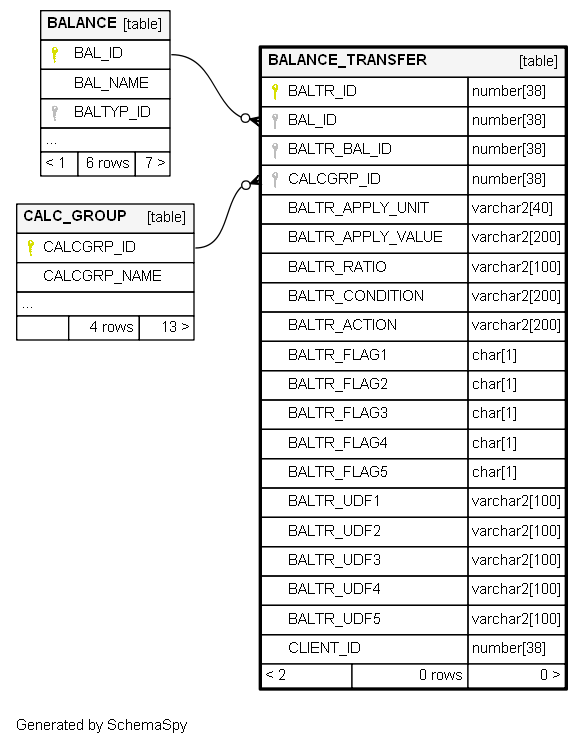 BALANCE [table]
BAL_ID
BAL_NAME
BALTYP_ID
...
< 1 6 rows 7 >
CALC_GROUP [table]
CALCGRP_ID
CALCGRP_NAME
...
4 rows 13 >
BALANCE_TRANSFER [table]
BALTR_ID number[38]
BAL_ID number[38]
BALTR_BAL_ID number[38]
CALCGRP_ID number[38]
BALTR_APPLY_UNIT varchar2[40]
BALTR_APPLY_VALUE varchar2[200]
BALTR_RATIO varchar2[100]
BALTR_CONDITION varchar2[200]
BALTR_ACTION varchar2[200]
BALTR_FLAG1 char[1]
BALTR_FLAG2 char[1]
BALTR_FLAG3 char[1]
BALTR_FLAG4 char[1]
BALTR_FLAG5 char[1]
BALTR_UDF1 varchar2[100]
BALTR_UDF2 varchar2[100]
BALTR_UDF3 varchar2[100]
BALTR_UDF4 varchar2[100]
BALTR_UDF5 varchar2[100]
CLIENT_ID number[38]
< 2 0 rows 0 >
Generated by SchemaSpy